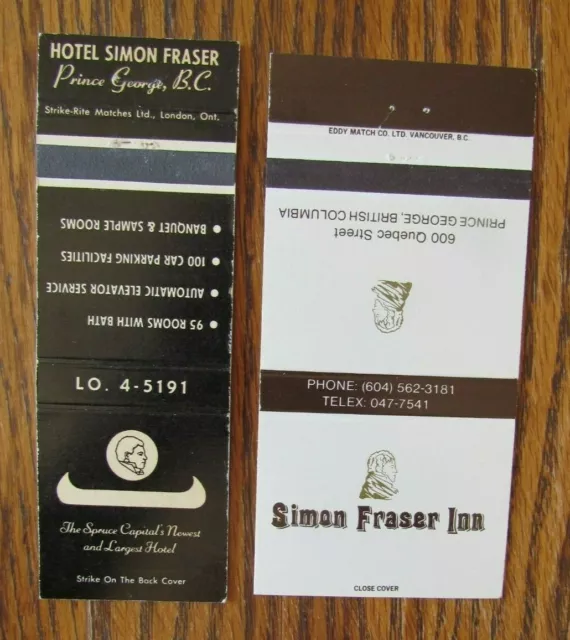 HOTEL SIMON FRASER
Prince George, B.C.
Strike-Rite Matches Ltd., London, Ont.
• 95 ROOMS WITH BATH
• AUTOMATIC ELEVATOR SERVICE
• 100 CAR PARKING FACILITIES
• BANQUET & SAMPLE ROOMS
LO. 4-5191
The Spruce Capital's Newest
and Largest Hotel
Strike On The Back Cover
EDDY MATCH CO. LTD. VANCOUVER, B.C.
600 Quebec Street
PRINCE GEORGE, BRITISH COLUMBIA
PHONE: (604) 562-3181
TELEX: 047-7541
Simon Fraser Inn
CLOSE COVER